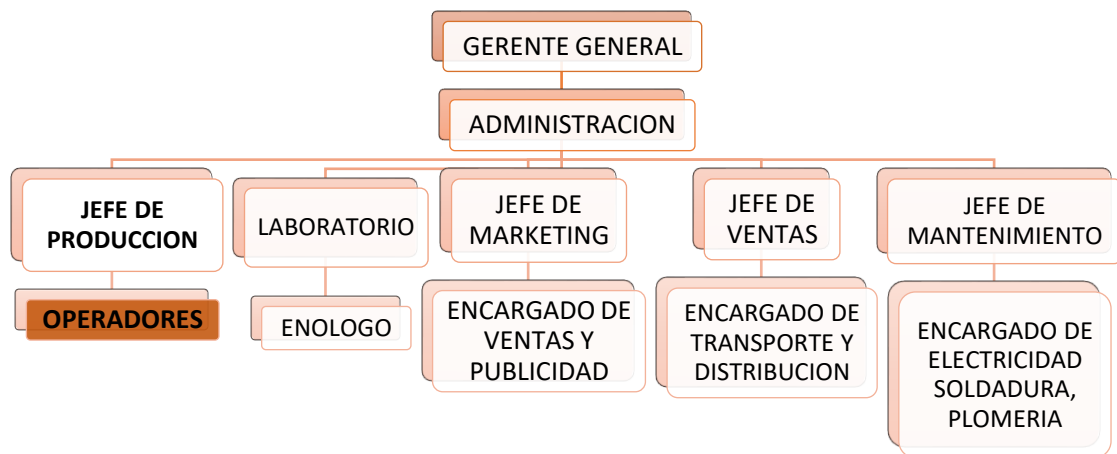 GERENTE GENERAL
ADMINISTRACION
JEFE DE
PRODUCCION
LABORATORIO
JEFE DE
MARKETING
JEFE DE
VENTAS
JEFE DE
MANTENIMIENTO
OPERADORES
ENOLOGO
ENCARGADO DE
VENTAS Y
PUBLICIDAD
ENCARGADO DE
TRANSPORTE Y
DISTRIBUCION
ENCARGADO DE
ELECTRICIDAD
SOLDADURA,
PLOMERIA